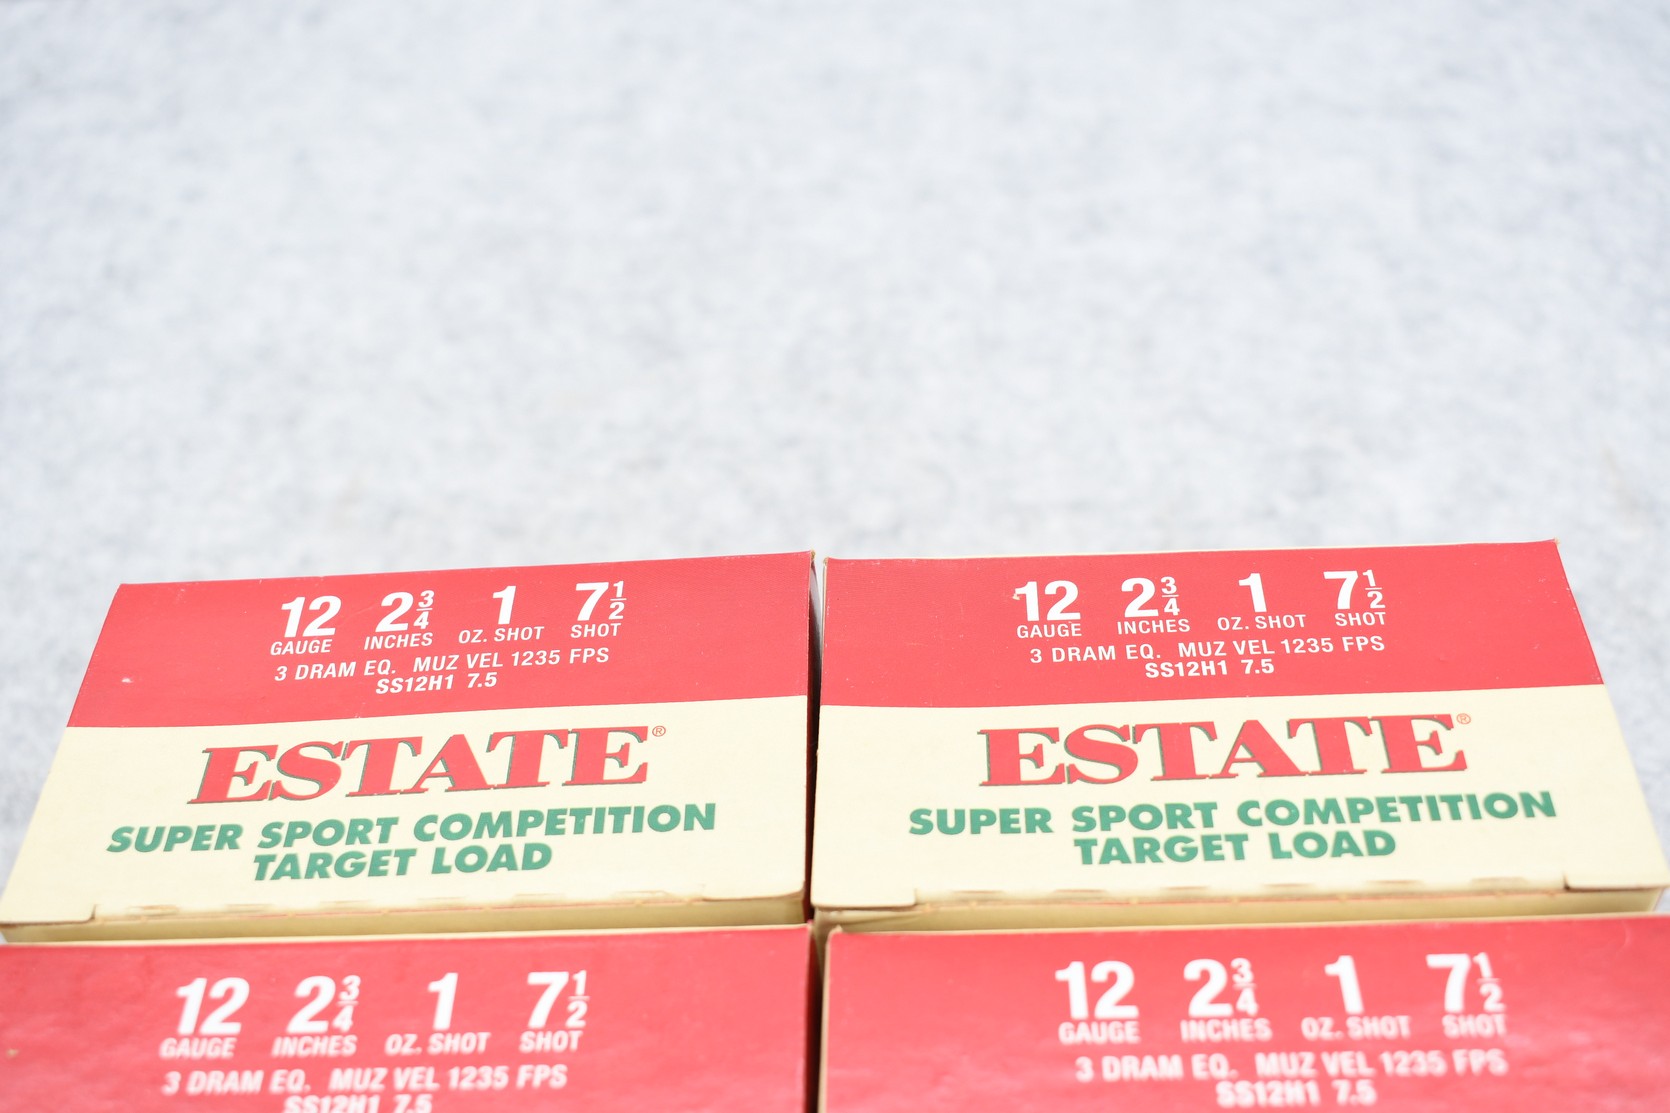 12 2 3/4 1 7 1/2
GAUGE INCHES OZ. SHOT SHOT
3 DRAM EQ. MUZ VEL 1235 FPS
SS12H1 7.5
ESTATE®
SUPER SPORT COMPETITION
TARGET LOAD
12 2 3/4 1 7 1/2
GAUGE INCHES OZ. SHOT SHOT
3 DRAM EQ. MUZ VEL 1235 FPS
SS12H1 7.5
ESTATE®
SUPER SPORT COMPETITION
TARGET LOAD
12 2 3/4 1 7 1/2
GAUGE INCHES OZ. SHOT SHOT
3 DRAM EQ. MUZ VEL 1235 FPS
SS12H1 7.5
12 2 3/4 1 7 1/2
GAUGE INCHES OZ. SHOT SHOT
3 DRAM EQ. MUZ VEL 1235 FPS
SS12H1 7.5